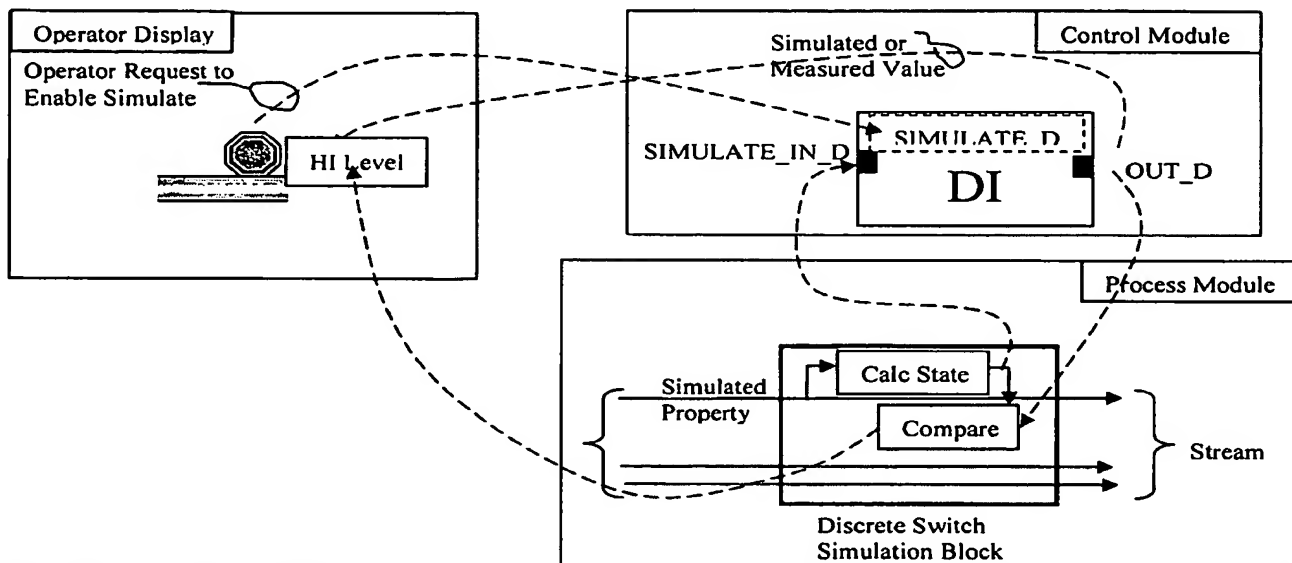 Operator Display
Operator Request to
Enable Simulate
HI Level
Simulated or
Measured Value
Control Module
SIMULATE_D
SIMULATE_IN_D
DI
OUT_D
Process Module
Simulated
Property
Calc State
Compare
Stream
Discrete Switch
Simulation Block